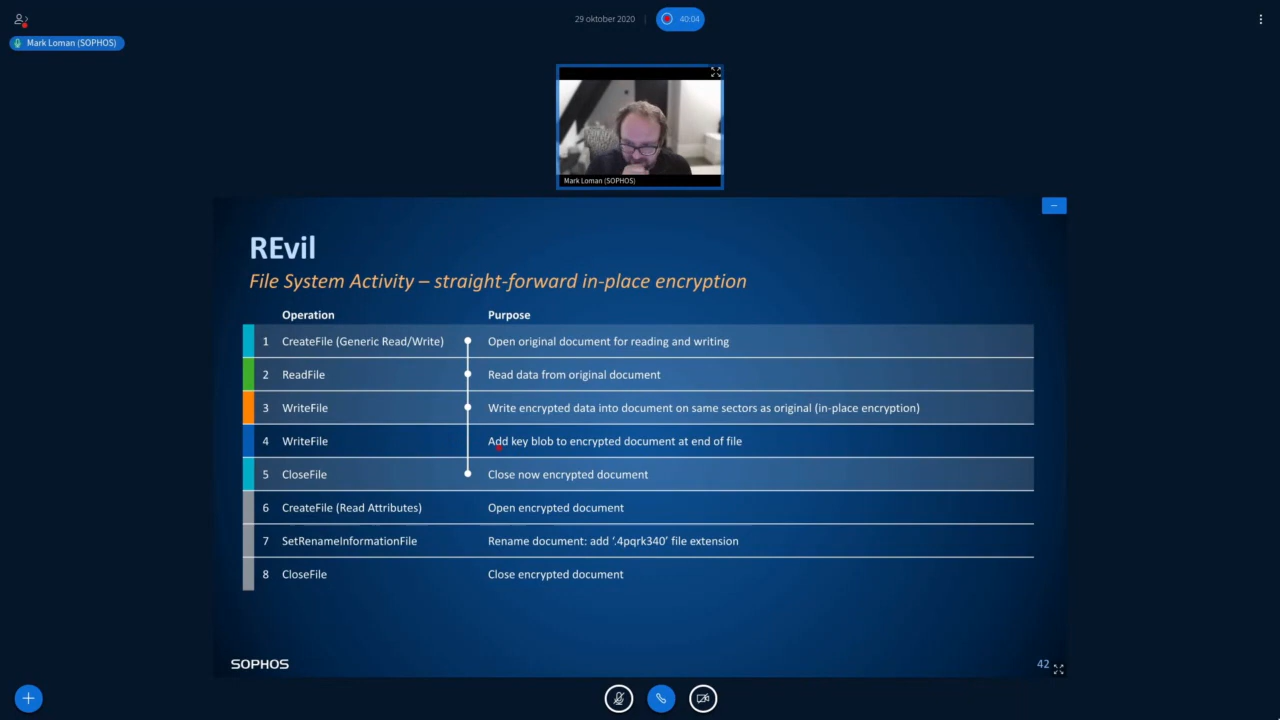 29 oktober 2020 | 40:04
Mark Loman (SOPHOS)
Mark Loman (SOPHOS)
REvil
File System Activity – straight-forward in-place encryption
Operation Purpose
1 CreateFile (Generic Read/Write) Open original document for reading and writing
2 ReadFile Read data from original document
3 WriteFile Write encrypted data into document on same sectors as original (in-place encryption)
4 WriteFile Add key blob to encrypted document at end of file
5 CloseFile Close now encrypted document
6 CreateFile (Read Attributes) Open encrypted document
7 SetRenameInformationFile Rename document: add ‘.4pqrk340’ file extension
8 CloseFile Close encrypted document
SOPHOS 42